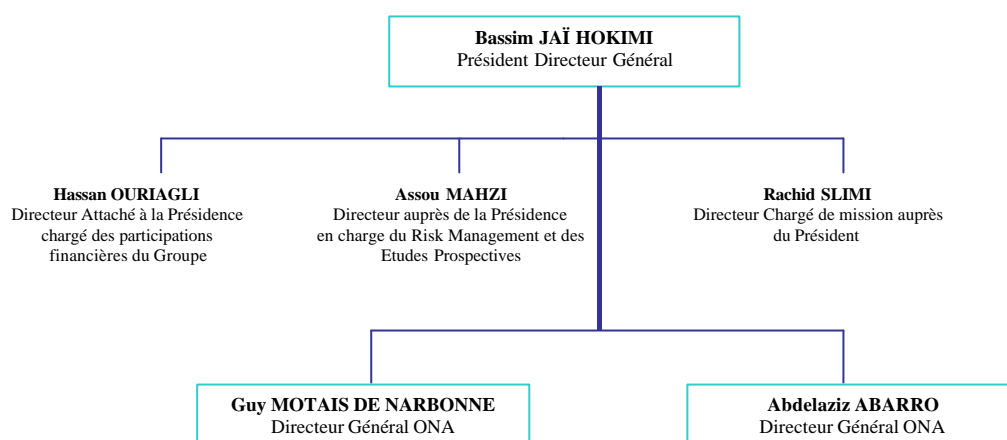 Bassim JAÏ HOKIMI
Président Directeur Général
Hassan OURIAGLI
Directeur Attaché à la Présidence
chargé des participations
financières du Groupe
Assou MAHZI
Directeur auprès de la Présidence
en charge du Risk Management et des
Etudes Prospectives
Rachid SLIMI
Directeur Chargé de mission auprès
du Président
Guy MOTAIS DE NARBONNE
Directeur Général ONA
Abdelaziz ABARRO
Directeur Général ONA